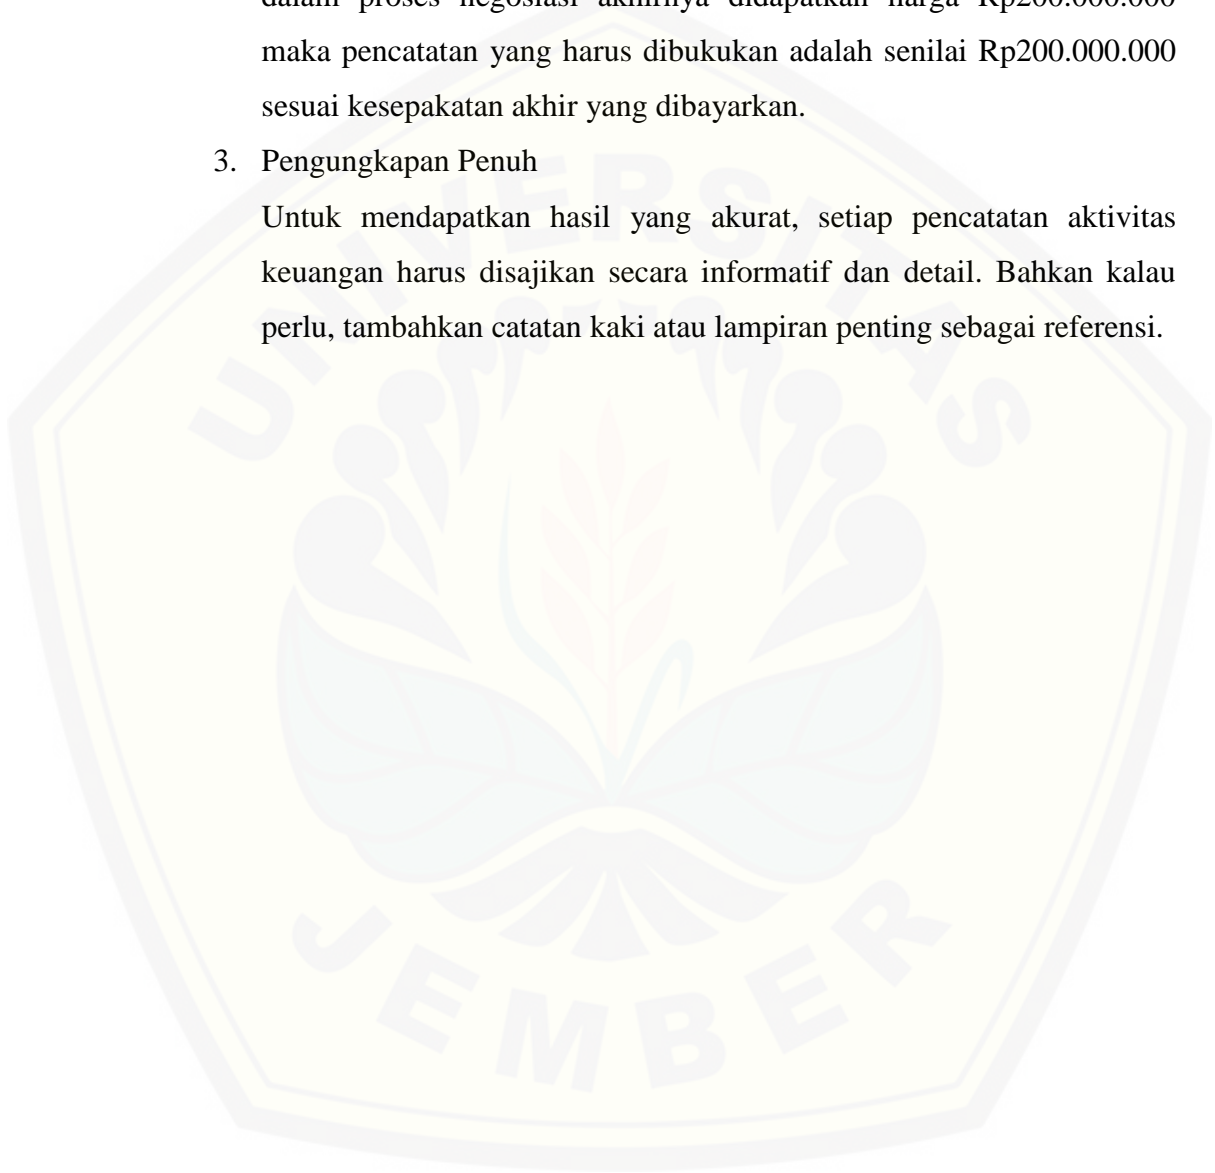 dalam proses negosiasi akhirnya didapatkan harga Rp200.000.000
maka pencatatan yang harus dibukukan adalah senilai Rp200.000.000
sesuai kesepakatan akhir yang dibayarkan.
3. Pengungkapan Penuh
Untuk mendapatkan hasil yang akurat, setiap pencatatan aktivitas
keuangan harus disajikan secara informatif dan detail. Bahkan kalau
perlu, tambahkan catatan kaki atau lampiran penting sebagai referensi.
UNIVERSITAS
JEMBER